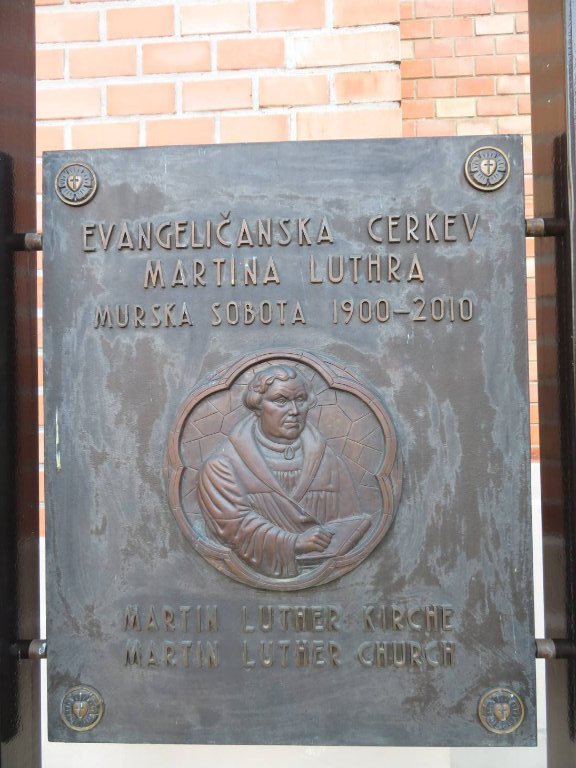 EVANGELIČANSKA CERKEV
MARTINA LUTHRA
MURSKA SOBOTA 1900–2010
MARTIN LUTHER KIRCHE
MARTIN LUTHER CHURCH